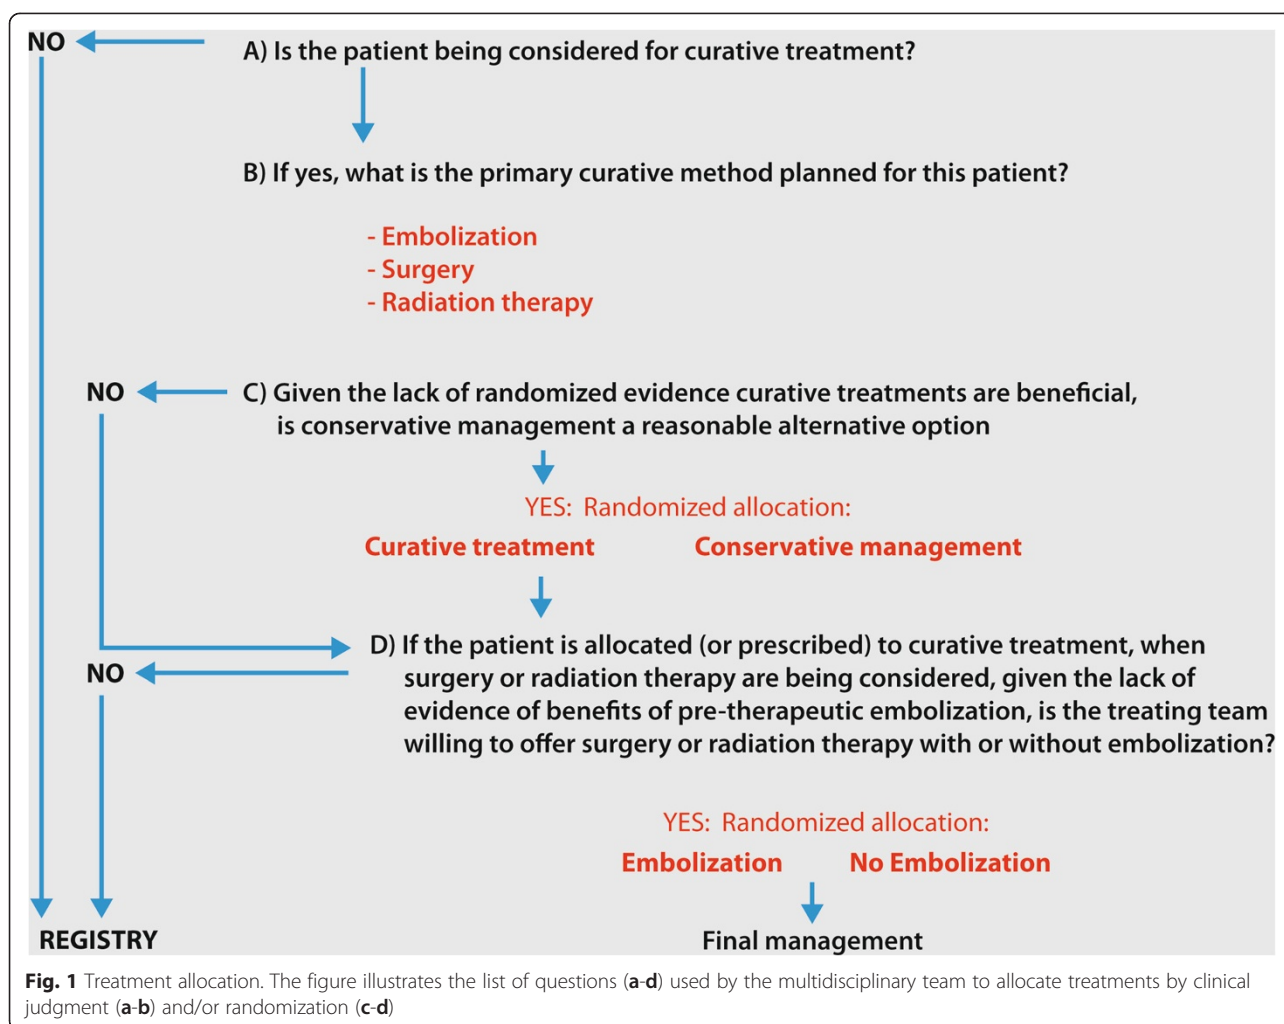 NO
A) Is the patient being considered for curative treatment?
B) If yes, what is the primary curative method planned for this patient?
- Embolization
- Surgery
- Radiation therapy
NO
C) Given the lack of randomized evidence curative treatments are beneficial,
is conservative management a reasonable alternative option
YES: Randomized allocation:
Curative treatment Conservative management
D) If the patient is allocated (or prescribed) to curative treatment, when
NO
surgery or radiation therapy are being considered, given the lack of
evidence of benefits of pre-therapeutic embolization, is the treating team
willing to offer surgery or radiation therapy with or without embolization?
YES: Randomized allocation:
Embolization No Embolization
REGISTRY
Final management
Fig. 1 Treatment allocation. The figure illustrates the list of questions (a-d) used by the multidisciplinary team to allocate treatments by clinical
judgment (a-b) and/or randomization (c-d)